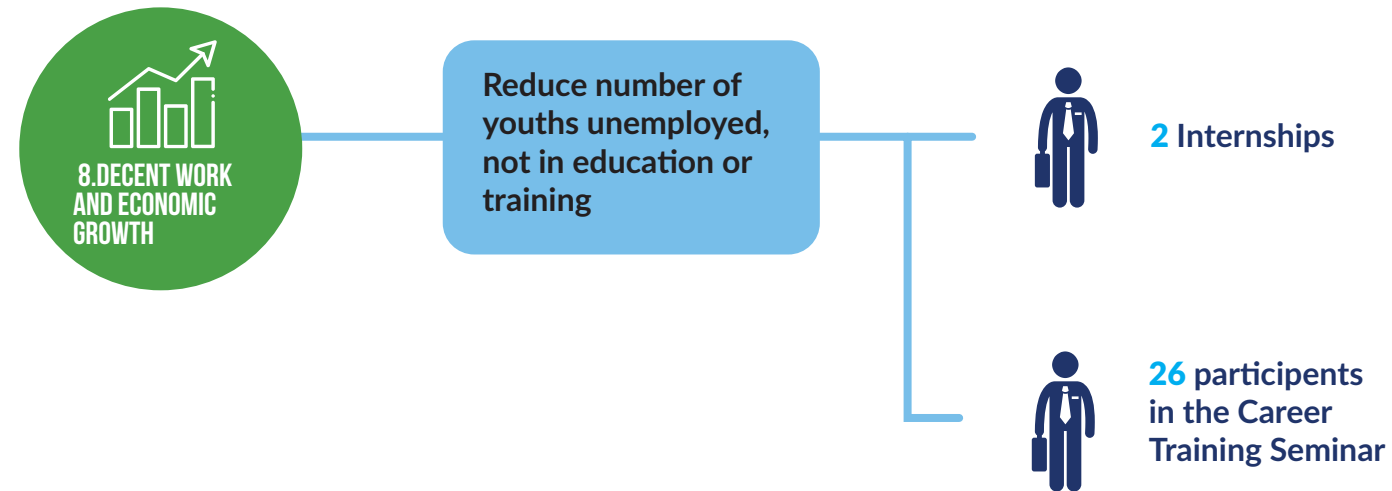 8.DECENT WORK
AND ECONOMIC
GROWTH
Reduce number of
youths unemployed,
not in education or
training
2 Internships
26 participents
in the Career
Training Seminar